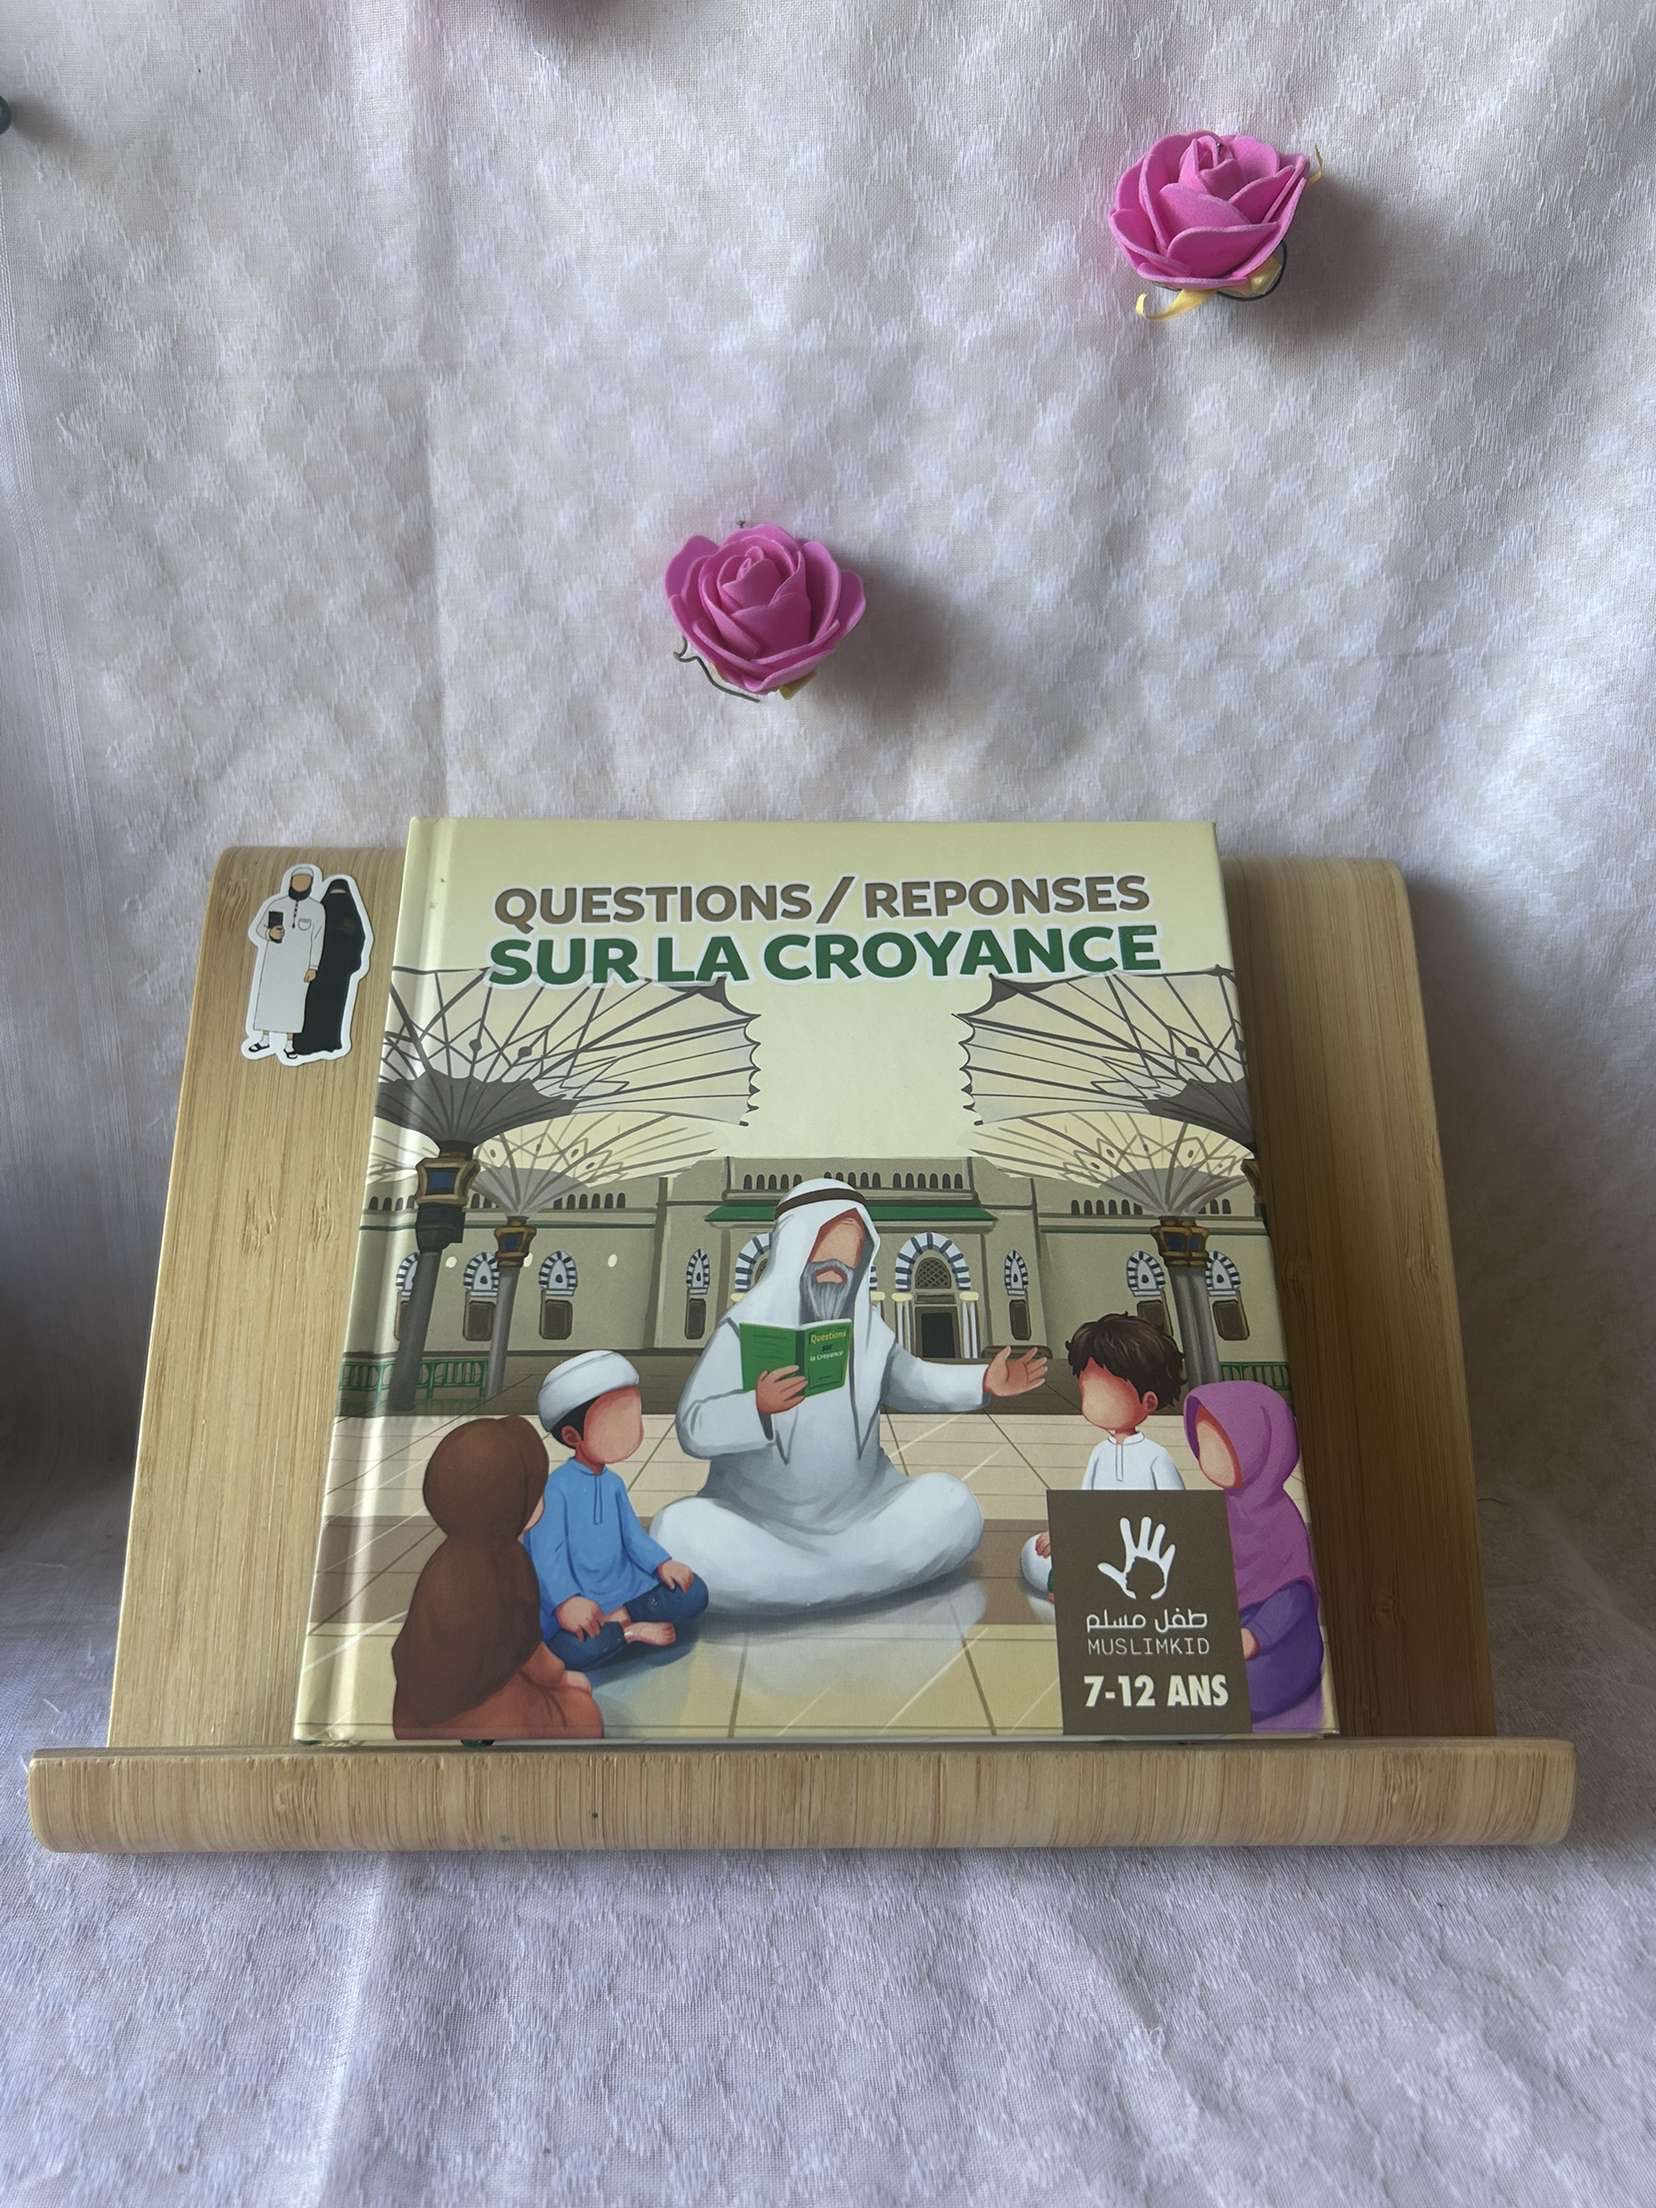 QUESTIONS / REPONSES
SUR LA CROYANCE
Questions
sur
la Croyance
طفل مسلم
MUSLIMKID
7-12 ANS